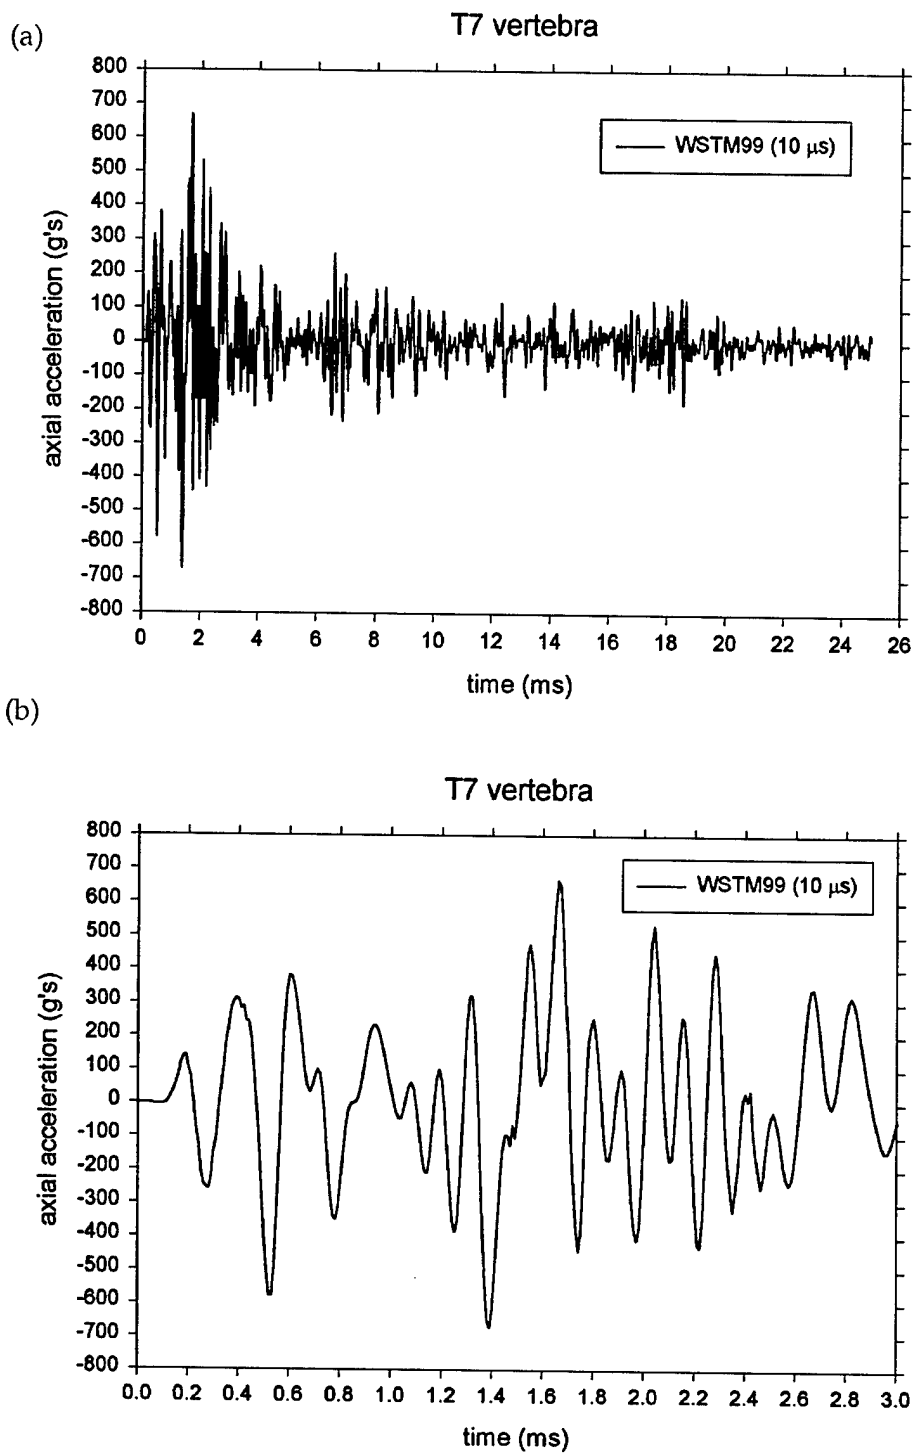 (a)
T7 vertebra
WSTM99 (10 μs)
axial acceleration (g's)
800
700
600
500
400
300
200
100
0
-100
-200
-300
-400
-500
-600
-700
-800
0 2 4 6 8 10 12 14 16 18 20 22 24 26
time (ms)
(b)
T7 vertebra
WSTM99 (10 μs)
axial acceleration (g's)
800
700
600
500
400
300
200
100
0
-100
-200
-300
-400
-500
-600
-700
-800
0.0 0.2 0.4 0.6 0.8 1.0 1.2 1.4 1.6 1.8 2.0 2.2 2.4 2.6 2.8 3.0
time (ms)